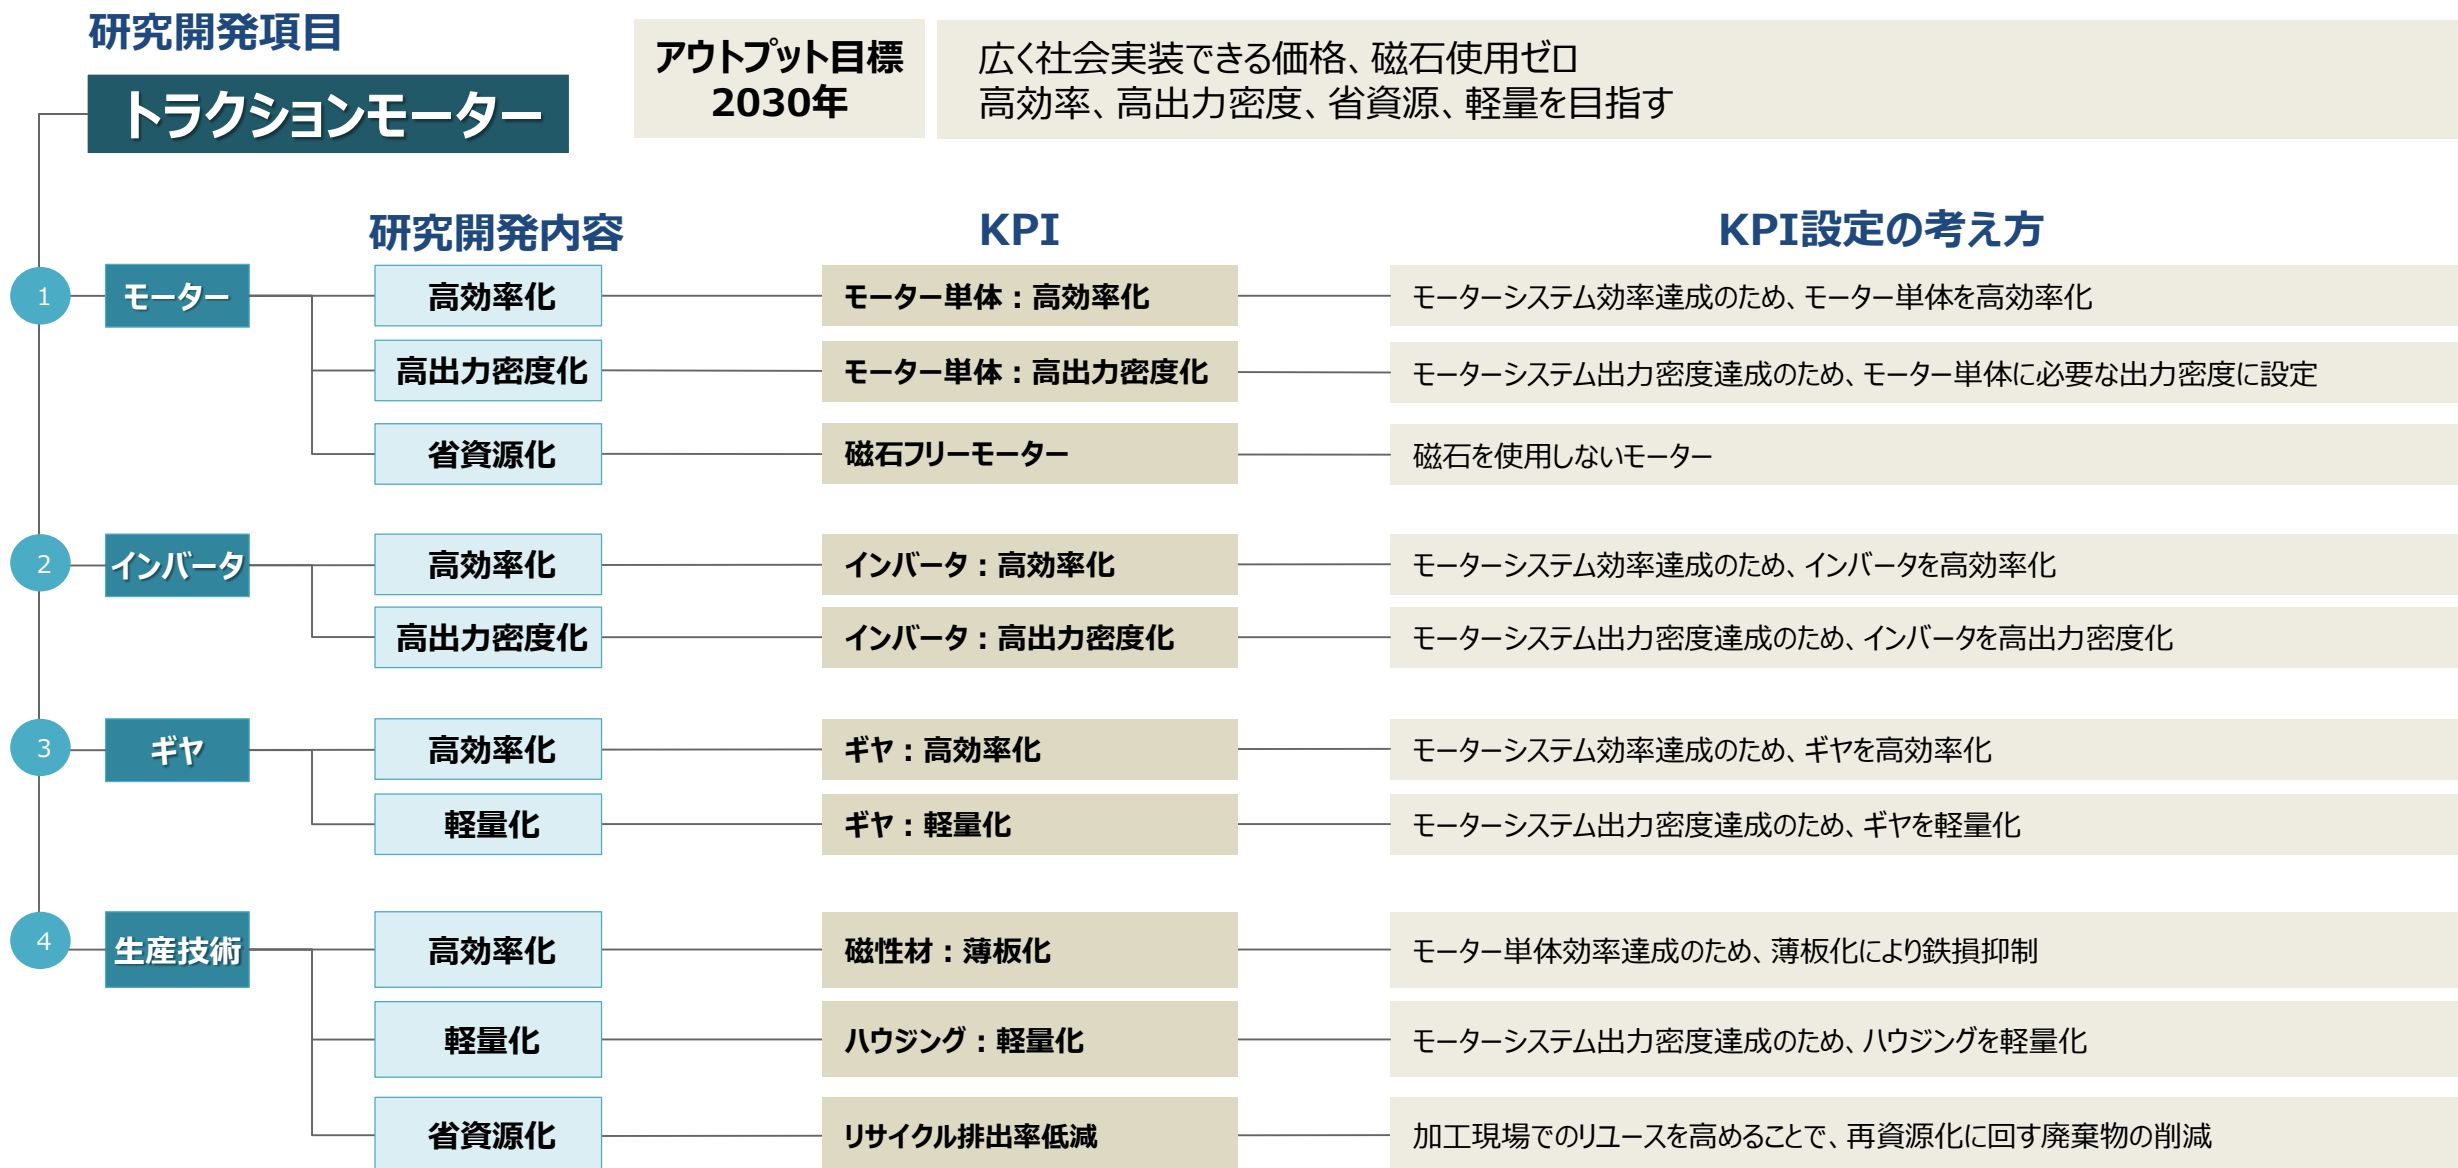 研究開発項目
トラクションモーター
アウトプット目標
2030年
広く社会実装できる価格、磁石使用ゼロ
高効率、高出力密度、省資源、軽量を目指す
研究開発内容
KPI
KPI設定の考え方
1
モーター
高効率化
モーター単体：高効率化
モーターシステム効率達成のため、モーター単体を高効率化
高出力密度化
モーター単体：高出力密度化
モーターシステム出力密度達成のため、モーター単体に必要な出力密度に設定
省資源化
磁石フリーモーター
磁石を使用しないモーター
2
インバータ
高効率化
インバータ：高効率化
モーターシステム効率達成のため、インバータを高効率化
高出力密度化
インバータ：高出力密度化
モーターシステム出力密度達成のため、インバータを高出力密度化
3
ギヤ
高効率化
ギヤ：高効率化
モーターシステム効率達成のため、ギヤを高効率化
軽量化
ギヤ：軽量化
モーターシステム出力密度達成のため、ギヤを軽量化
4
生産技術
高効率化
磁性材：薄板化
モーター単体効率達成のため、薄板化により鉄損抑制
軽量化
ハウジング：軽量化
モーターシステム出力密度達成のため、ハウジングを軽量化
省資源化
リサイクル排出率低減
加工現場でのリユースを高めることで、再資源化に回す廃棄物の削減